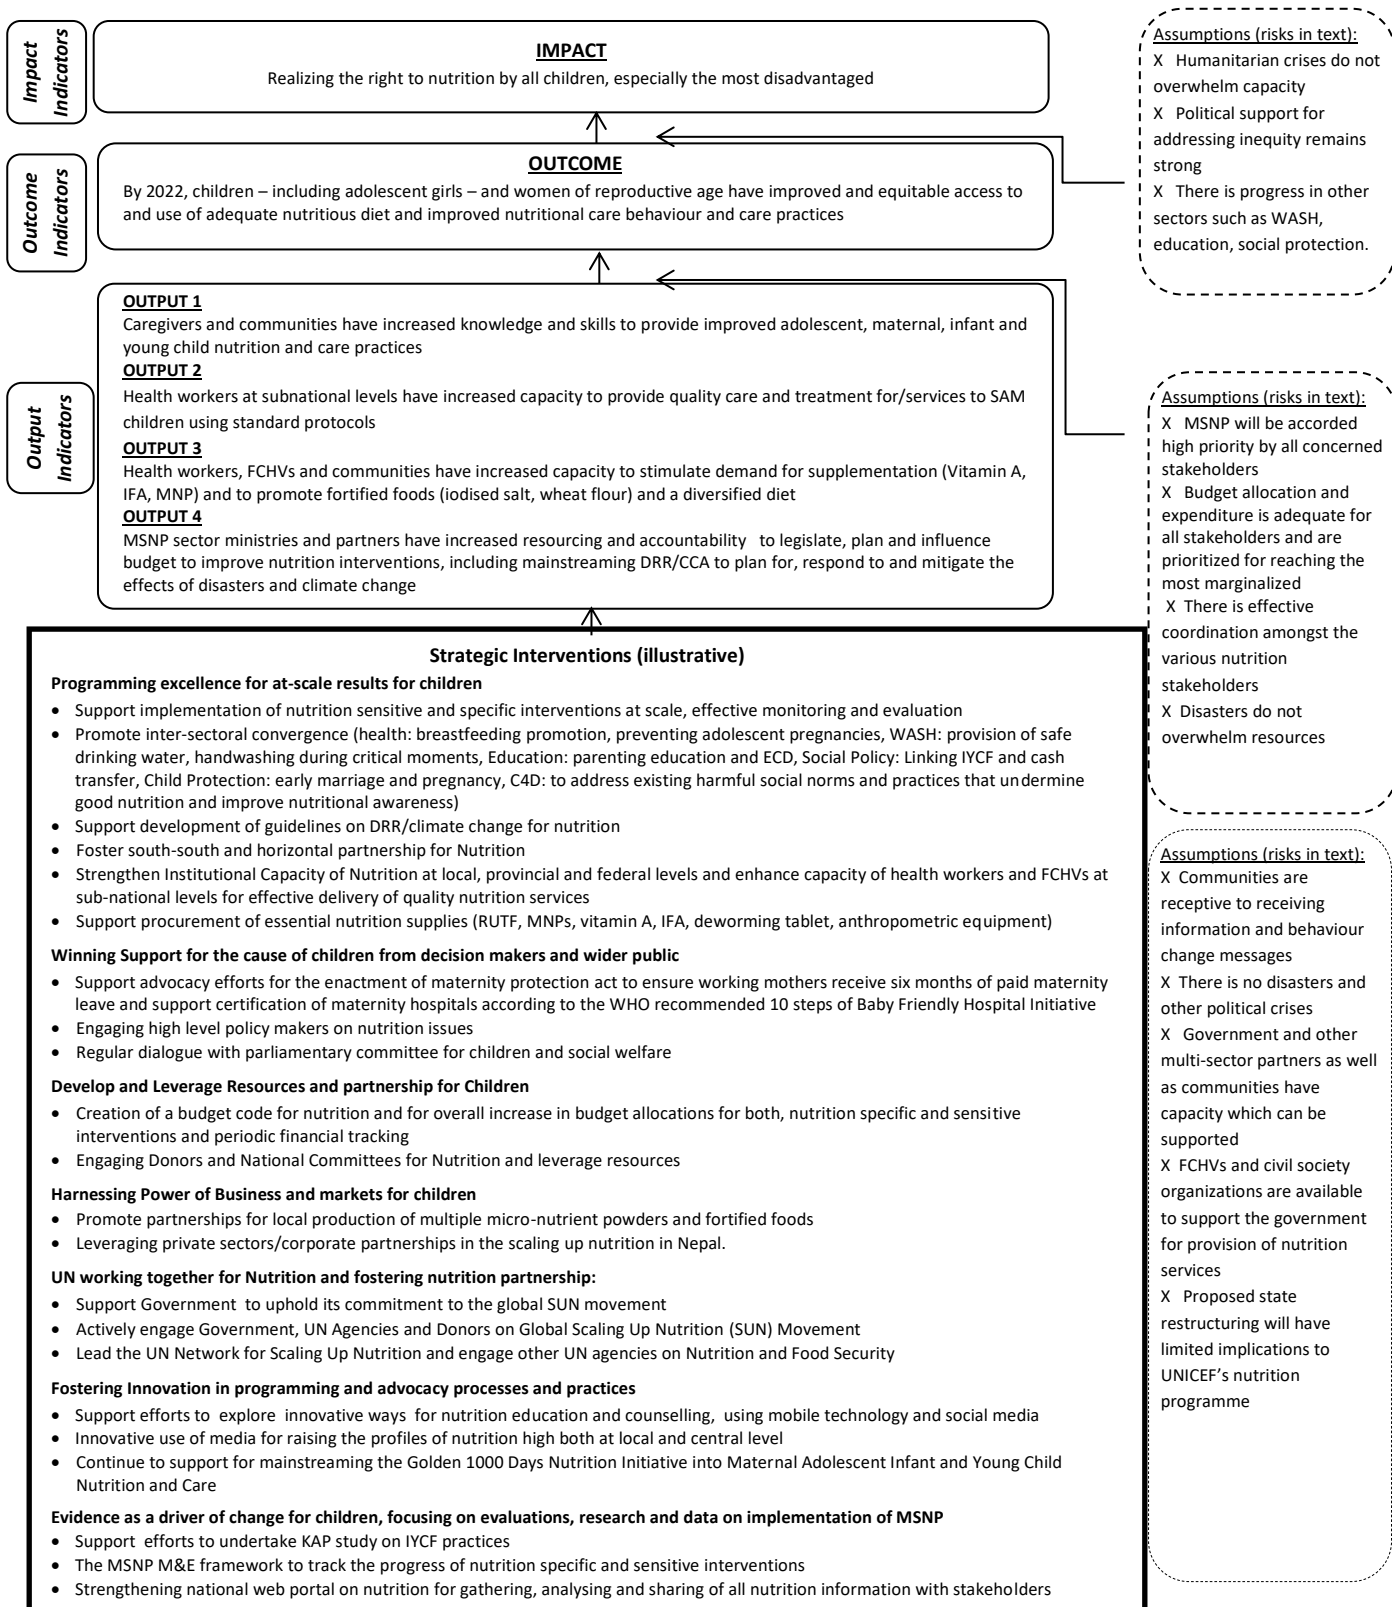 Impact
Indicators
IMPACT
Realizing the right to nutrition by all children, especially the most disadvantaged
Outcome
Indicators
OUTCOME
By 2022, children – including adolescent girls – and women of reproductive age have improved and equitable access to
and use of adequate nutritious diet and improved nutritional care behaviour and care practices
Output
Indicators
OUTPUT 1
Caregivers and communities have increased knowledge and skills to provide improved adolescent, maternal, infant and
young child nutrition and care practices
OUTPUT 2
Health workers at subnational levels have increased capacity to provide quality care and treatment for/services to SAM
children using standard protocols
OUTPUT 3
Health workers, FCHVs and communities have increased capacity to stimulate demand for supplementation (Vitamin A,
IFA, MNP) and to promote fortified foods (iodised salt, wheat flour) and a diversified diet
OUTPUT 4
MSNP sector ministries and partners have increased resourcing and accountability to legislate, plan and influence
budget to improve nutrition interventions, including mainstreaming DRR/CCA to plan for, respond to and mitigate the
effects of disasters and climate change
Strategic Interventions (illustrative)
Programming excellence for at-scale results for children
• Support implementation of nutrition sensitive and specific interventions at scale, effective monitoring and evaluation
• Promote inter-sectoral convergence (health: breastfeeding promotion, preventing adolescent pregnancies, WASH: provision of safe
drinking water, handwashing during critical moments, Education: parenting education and ECD, Social Policy: Linking IYCF and cash
transfer, Child Protection: early marriage and pregnancy, C4D: to address existing harmful social norms and practices that undermine
good nutrition and improve nutritional awareness)
• Support development of guidelines on DRR/climate change for nutrition
• Foster south-south and horizontal partnership for Nutrition
• Strengthen Institutional Capacity of Nutrition at local, provincial and federal levels and enhance capacity of health workers and FCHVs at
sub-national levels for effective delivery of quality nutrition services
• Support procurement of essential nutrition supplies (RUTF, MNPs, vitamin A, IFA, deworming tablet, anthropometric equipment)
Winning Support for the cause of children from decision makers and wider public
• Support advocacy efforts for the enactment of maternity protection act to ensure working mothers receive six months of paid maternity
leave and support certification of maternity hospitals according to the WHO recommended 10 steps of Baby Friendly Hospital Initiative
• Engaging high level policy makers on nutrition issues
• Regular dialogue with parliamentary committee for children and social welfare
Develop and Leverage Resources and partnership for Children
• Creation of a budget code for nutrition and for overall increase in budget allocations for both, nutrition specific and sensitive
interventions and periodic financial tracking
• Engaging Donors and National Committees for Nutrition and leverage resources
Harnessing Power of Business and markets for children
• Promote partnerships for local production of multiple micro-nutrient powders and fortified foods
• Leveraging private sectors/corporate partnerships in the scaling up nutrition in Nepal.
UN working together for Nutrition and fostering nutrition partnership:
• Support Government to uphold its commitment to the global SUN movement
• Actively engage Government, UN Agencies and Donors on Global Scaling Up Nutrition (SUN) Movement
• Lead the UN Network for Scaling Up Nutrition and engage other UN agencies on Nutrition and Food Security
Fostering Innovation in programming and advocacy processes and practices
• Support efforts to explore innovative ways for nutrition education and counselling, using mobile technology and social media
• Innovative use of media for raising the profiles of nutrition high both at local and central level
• Continue to support for mainstreaming the Golden 1000 Days Nutrition Initiative into Maternal Adolescent Infant and Young Child
Nutrition and Care
Evidence as a driver of change for children, focusing on evaluations, research and data on implementation of MSNP
• Support efforts to undertake KAP study on IYCF practices
• The MSNP M&E framework to track the progress of nutrition specific and sensitive interventions
• Strengthening national web portal on nutrition for gathering, analysing and sharing of all nutrition information with stakeholders
Assumptions (risks in text):
X Humanitarian crises do not
overwhelm capacity
X Political support for
addressing inequity remains
strong
X There is progress in other
sectors such as WASH,
education, social protection.
Assumptions (risks in text):
X MSNP will be accorded
high priority by all concerned
stakeholders
X Budget allocation and
expenditure is adequate for
all stakeholders and are
prioritized for reaching the
most marginalized
X There is effective
coordination amongst the
various nutrition
stakeholders
X Disasters do not
overwhelm resources
Assumptions (risks in text):
X Communities are
receptive to receiving
information and behaviour
change messages
X There is no disasters and
other political crises
X Government and other
multi-sector partners as well
as communities have
capacity which can be
supported
X FCHVs and civil society
organizations are available
to support the government
for provision of nutrition
services
X Proposed state
restructuring will have
limited implications to
UNICEF's nutrition
programme